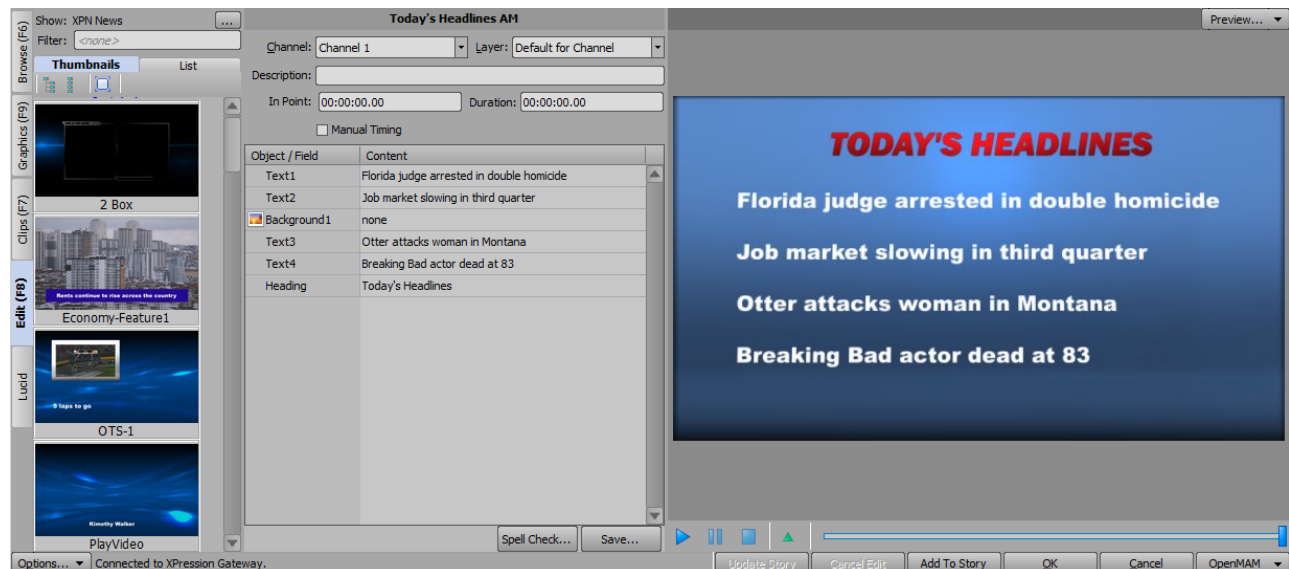 Show: XPN News
...
Filter: <none>
Thumbnails
List
Browse (F6)
Graphics (F9)
Clips (F7)
Edit (F8)
Lucid
2 Box
Rents continue to rise across the country
Economy-Feature1
5 laps to go
OTS-1
Kimothy Walker
PlayVideo
Today's Headlines AM
Channel: Channel 1 Layer: Default for Channel
Description:
In Point: 00:00:00.00 Duration: 00:00:00.00
Manual Timing
Object / Field Content
Text1 Florida judge arrested in double homicide
Text2 Job market slowing in third quarter
Background1 none
Text3 Otter attacks woman in Montana
Text4 Breaking Bad actor dead at 83
Heading Today's Headlines
Spell Check... Save...
Preview...
TODAY'S HEADLINES
Florida judge arrested in double homicide
Job market slowing in third quarter
Otter attacks woman in Montana
Breaking Bad actor dead at 83
Options... Connected to XPression Gateway.
Update Story Cancel Edit Add To Story OK Cancel OpenMAM